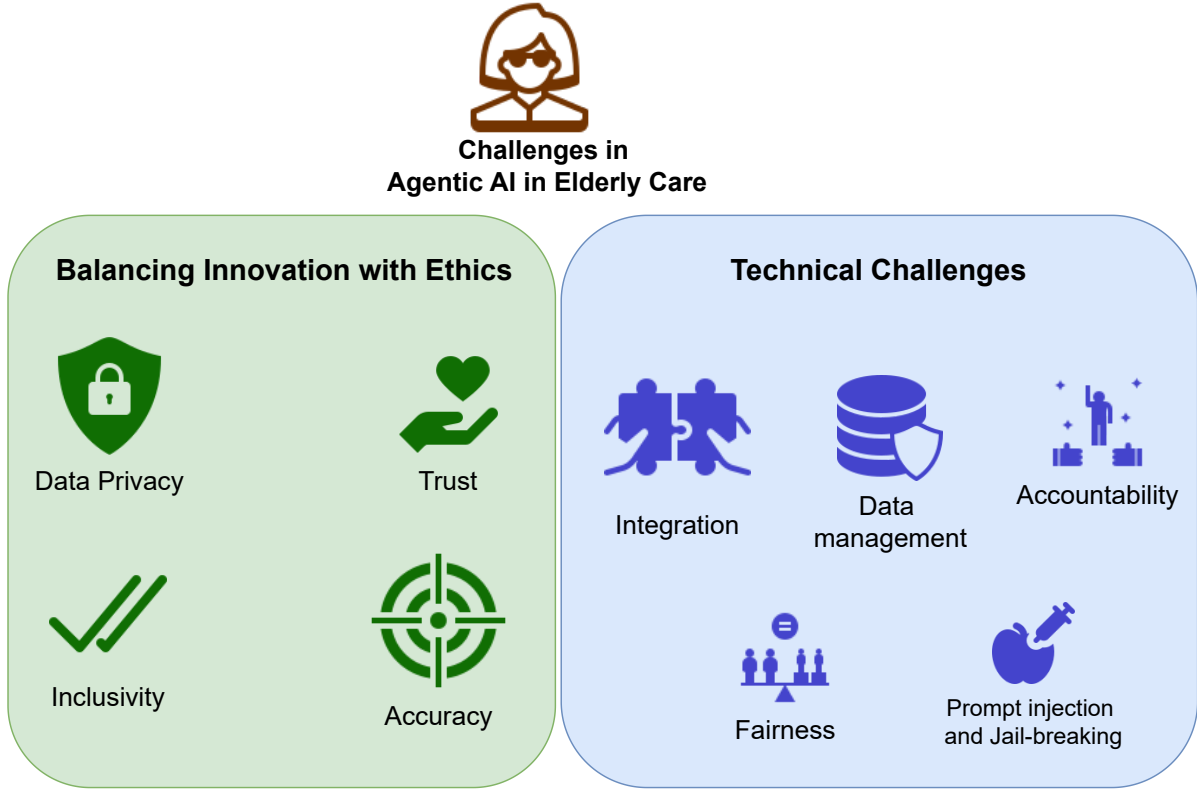 Challenges in
Agentic AI in Elderly Care
Balancing Innovation with Ethics
Data Privacy
Trust
Inclusivity
Accuracy
Technical Challenges
Integration
Data
management
Accountability
Fairness
Prompt injection
and Jail-breaking